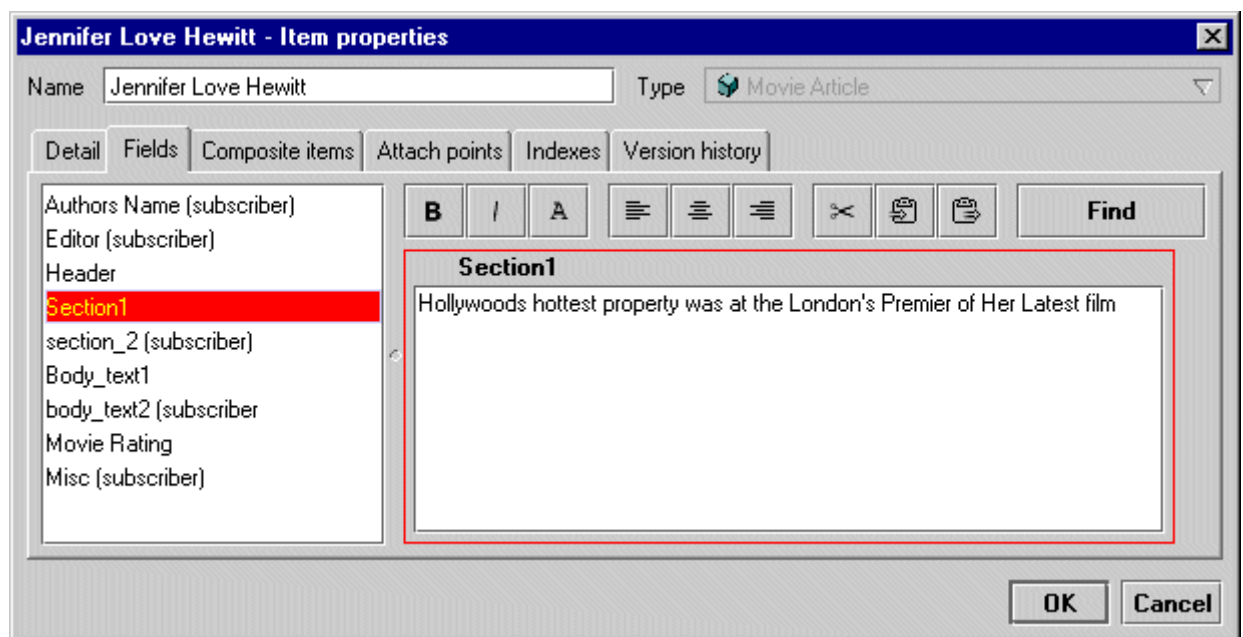 Jennifer Love Hewitt - Item properties
Name Jennifer Love Hewitt Type Movie Article
Detail Fields Composite items Attach points Indexes Version history
Authors Name (subscriber)
Editor (subscriber)
Header
Section1
section_2 (subscriber)
Body_text1
body_text2 (subscriber
Movie Rating
Misc (subscriber)
B I A Find
Section1
Hollywoods hottest property was at the London's Premier of Her Latest film
OK Cancel